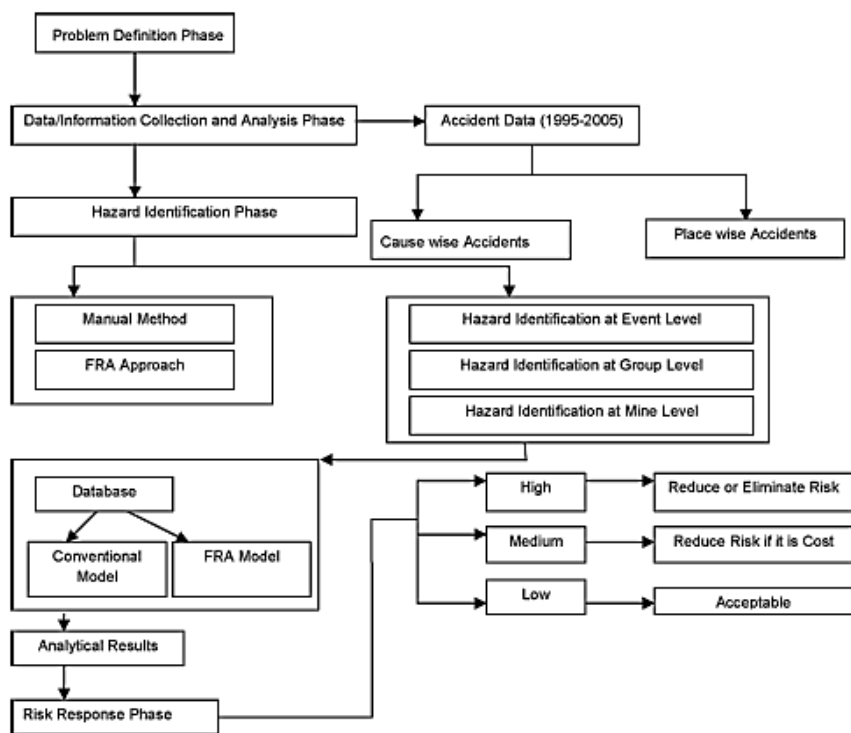 Problem Definition Phase
Data/Information Collection and Analysis Phase
Accident Data (1995-2005)
Hazard Identification Phase
Cause wise Accidents
Place wise Accidents
Manual Method
FRA Approach
Hazard Identification at Event Level
Hazard Identification at Group Level
Hazard Identification at Mine Level
Database
Conventional
Model
FRA Model
High
Reduce or Eliminate Risk
Medium
Reduce Risk if it is Cost
Low
Acceptable
Analytical Results
Risk Response Phase